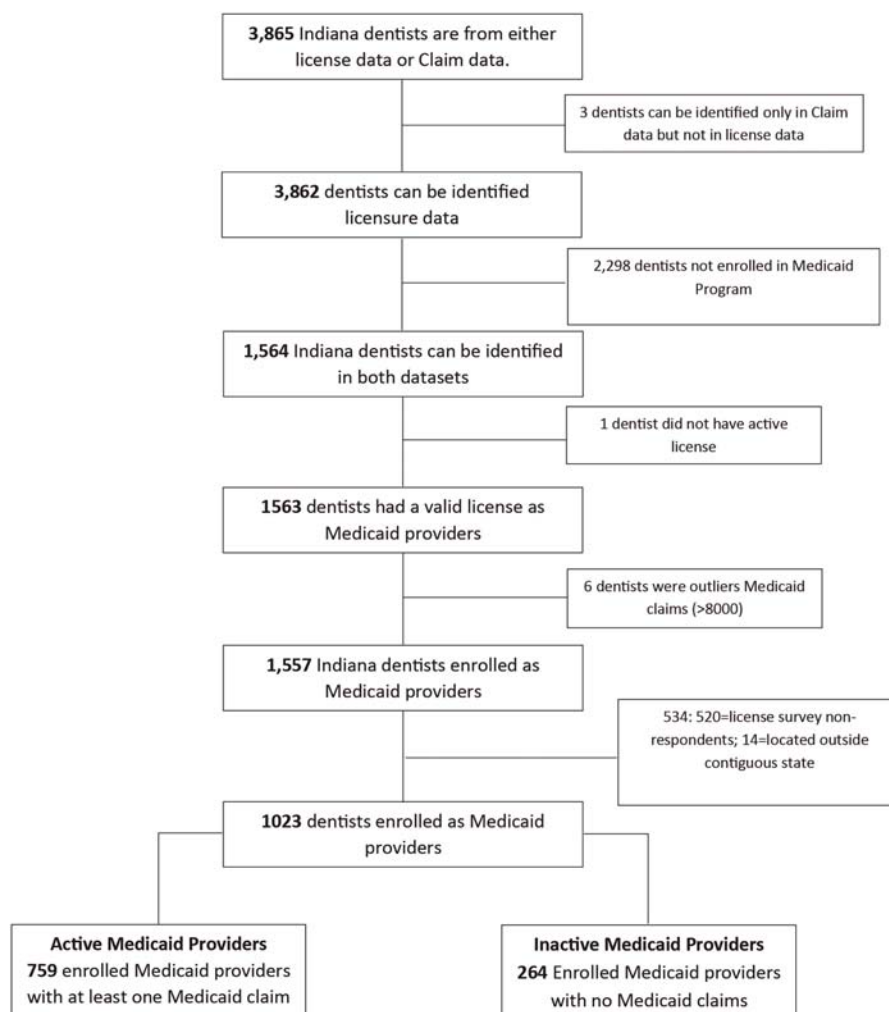 3,865 Indiana dentists are from either
license data or Claim data.
3 dentists can be identified only in Claim
data but not in license data
3,862 dentists can be identified
licensure data
2,298 dentists not enrolled in Medicaid
Program
1,564 Indiana dentists can be identified
in both datasets
1 dentist did not have active
license
1563 dentists had a valid license as
Medicaid providers
6 dentists were outliers Medicaid
claims (>8000)
1,557 Indiana dentists enrolled as
Medicaid providers
534: 520=license survey non-
respondents; 14=located outside
contiguous state
1023 dentists enrolled as Medicaid
providers
Active Medicaid Providers
759 enrolled Medicaid providers
with at least one Medicaid claim
Inactive Medicaid Providers
264 Enrolled Medicaid providers
with no Medicaid claims